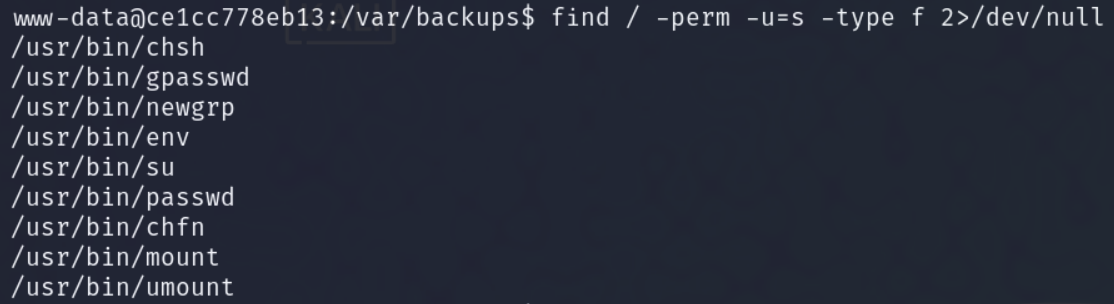 www-data@ce1cc778eb13:/var/backups$ find / -perm -u=s -type f 2>/dev/null
/usr/bin/chsh
/usr/bin/gpasswd
/usr/bin/newgrp
/usr/bin/env
/usr/bin/su
/usr/bin/passwd
/usr/bin/chfn
/usr/bin/mount
/usr/bin/umount